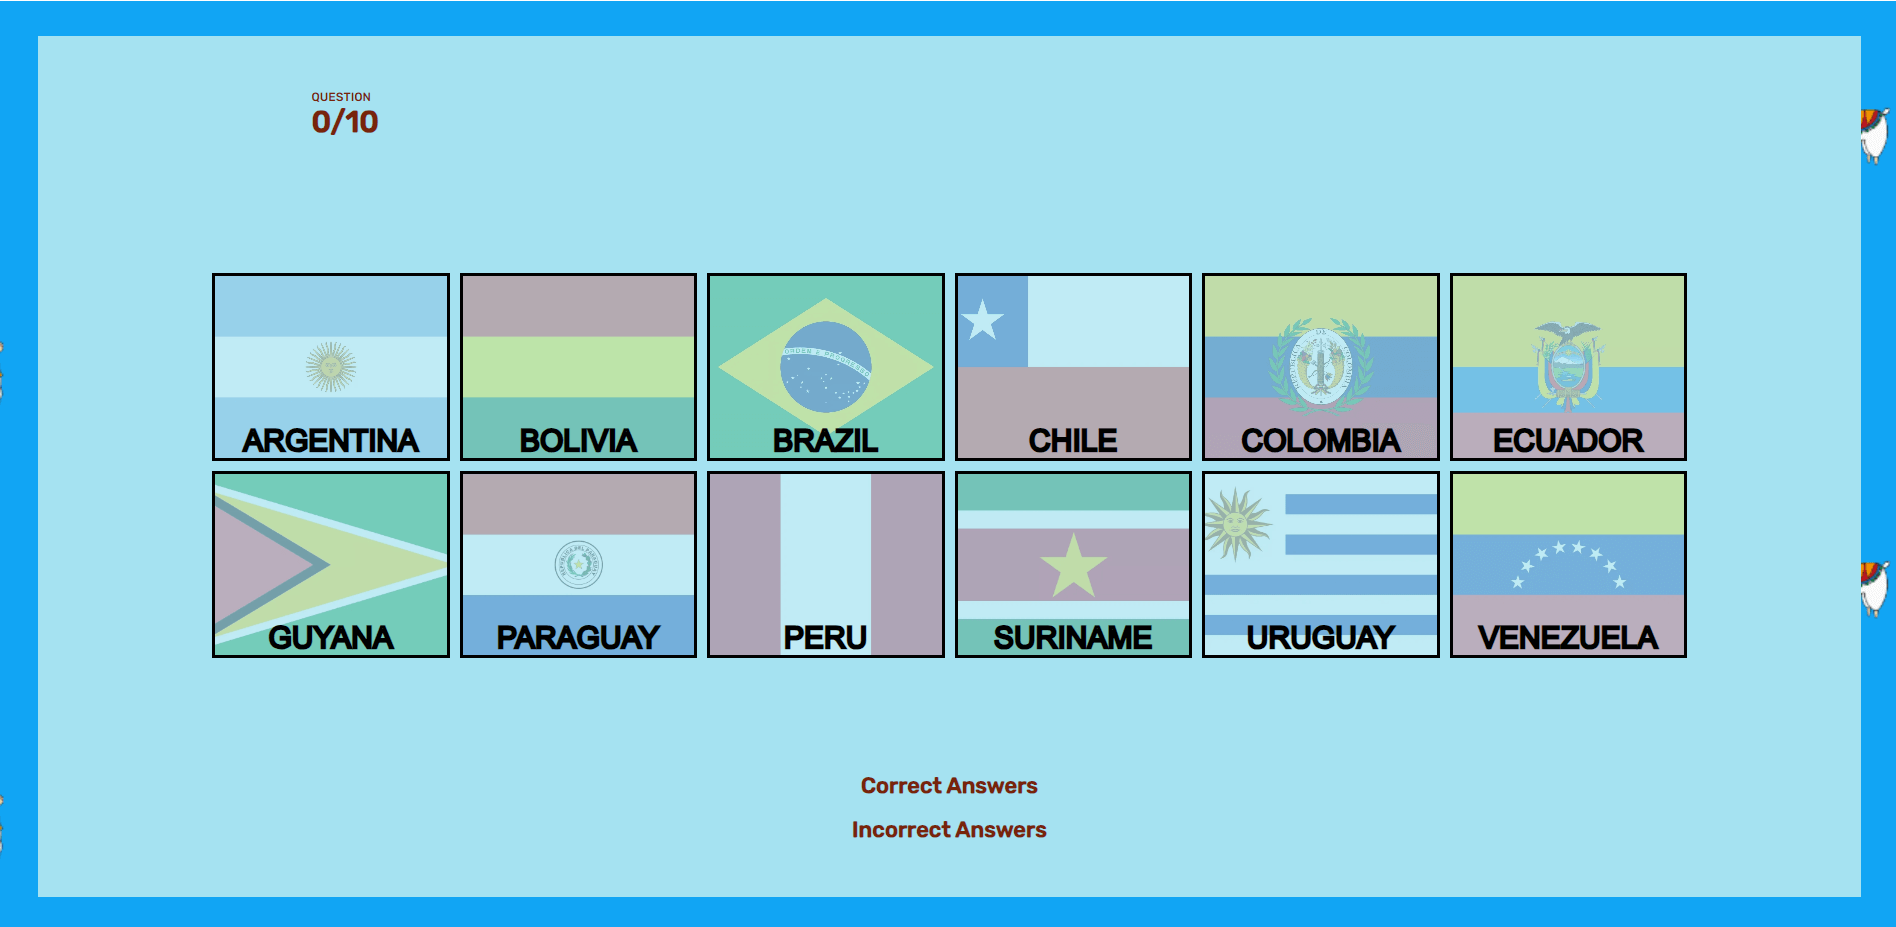 QUESTION
0/10
ARGENTINA
BOLIVIA
BRAZIL
CHILE
COLOMBIA
ECUADOR
GUYANA
PARAGUAY
PERU
SURINAME
URUGUAY
VENEZUELA
Correct Answers
Incorrect Answers